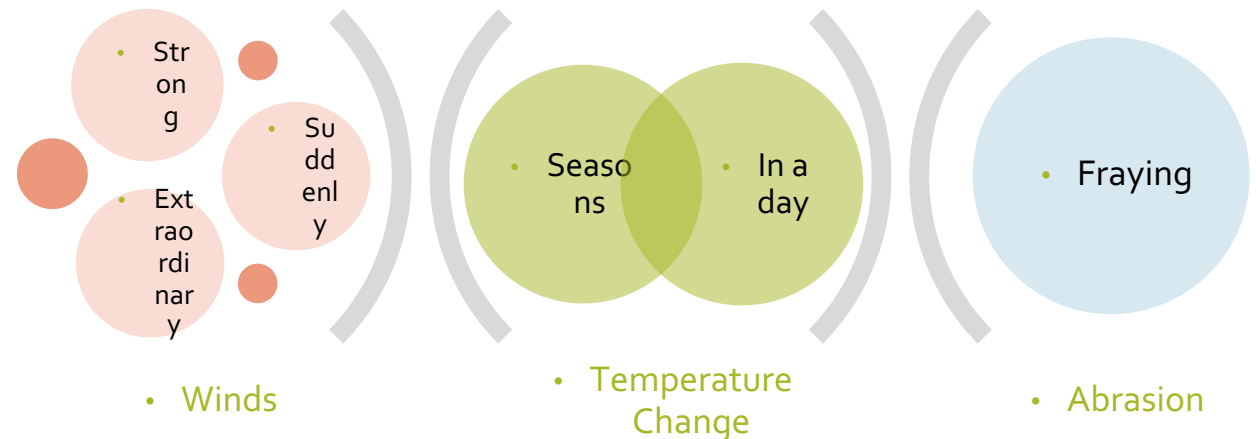 • Str
on
g
• Su
dd
enl
y
• Ext
rao
rdi
nar
y
• Winds
• Seaso
ns
• In a
day
• Temperature
Change
• Fraying
• Abrasion